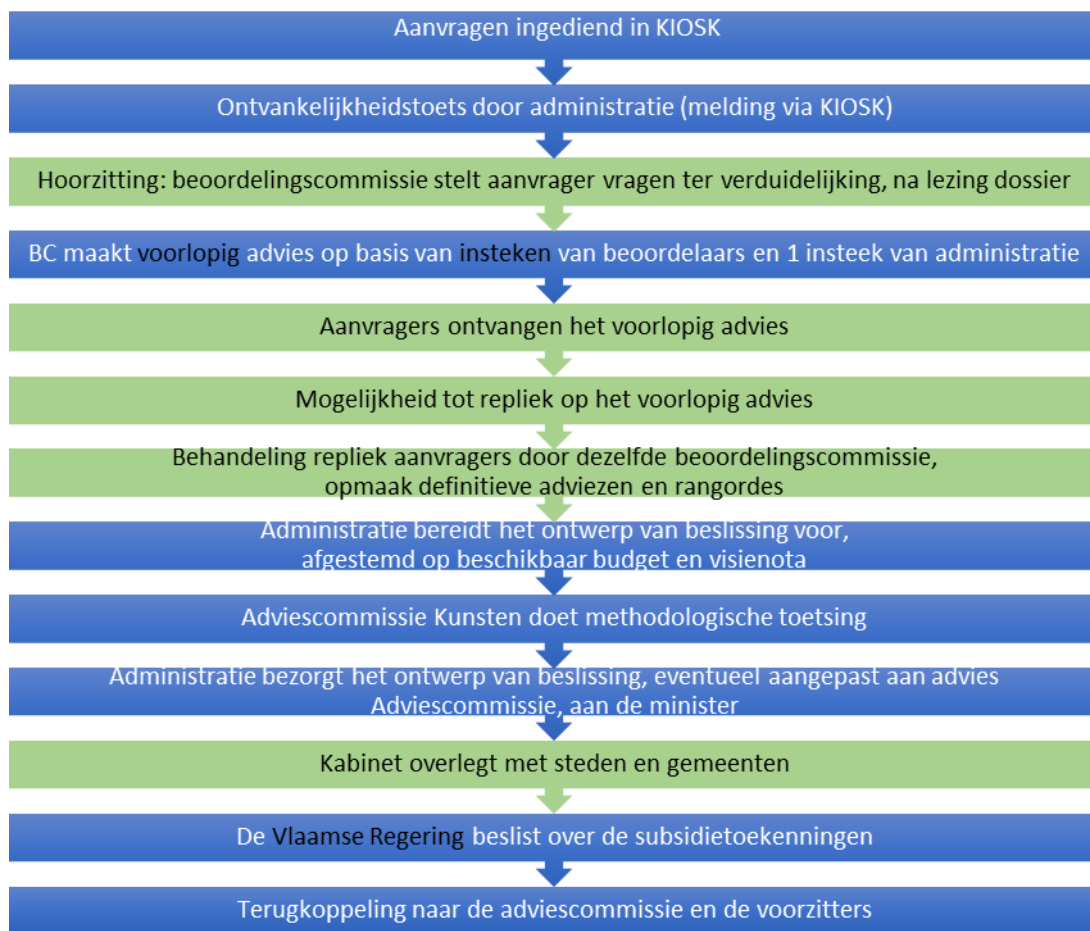 Aanvragen ingediend in KIOSK
Ontvankelijkheidstoets door administratie (melding via KIOSK)
Hoorzitting: beoordelingscommissie stelt aanvrager vragen ter verduidelijking, na lezing dossier
BC maakt voorlopig advies op basis van insteken van beoordelaars en 1 insteek van administratie
Aanvragers ontvangen het voorlopig advies
Mogelijkheid tot repliek op het voorlopig advies
Behandeling repliek aanvragers door dezelfde beoordelingscommissie,
opmaak definitieve adviezen en rangordes
Administratie bereidt het ontwerp van beslissing voor,
afgestemd op beschikbaar budget en visienota
Adviescommissie Kunsten doet methodologische toetsing
Administratie bezorgt het ontwerp van beslissing, eventueel aangepast aan advies
Adviescommissie, aan de minister
Kabinet overlegt met steden en gemeenten
De Vlaamse Regering beslist over de subsidietoekenningen
Terugkoppeling naar de adviescommissie en de voorzitters